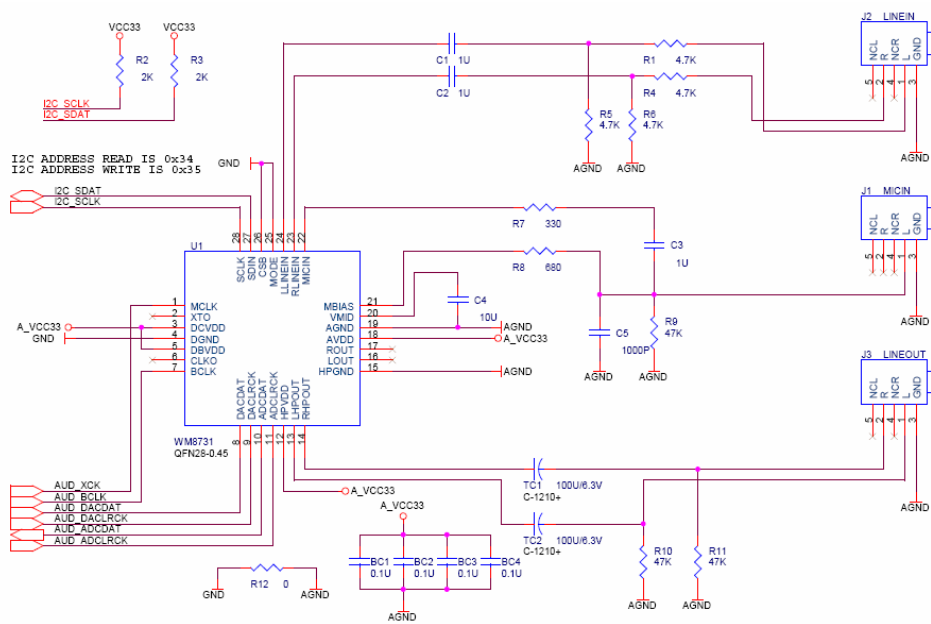 VCC33 VCC33
R2 2K
R3 2K
I2C_SCLK
I2C_SDAT
C1 1U
C2 1U
R1 4.7K
R4 4.7K
R5 4.7K
R6 4.7K
AGND AGND
J2 LINEIN
NCL R NCR L GND
5 2 4 1 3
AGND
I2C ADDRESS READ IS 0x34
I2C ADDRESS WRITE IS 0x35
GND
I2C_SDAT
I2C_SCLK
28 27 26 25 24 23 22
SCLK SDIN CSB MODE LLINEIN RLINEIN MICIN
U1
1 MCLK
2 XTO
3 DCVDD
4 DGND
5 DBVDD
6 CLKO
7 BCLK
A_VCC33
GND
MBIAS 21
VMID 20
AGND 19
AVDD 18
ROUT 17
LOUT 16
HPGND 15
DACDAT DACLRCK ADCDAT ADCLRCK HPVDD LHPOUT RHPOUT
8 9 10 11 12 13 14
WM8731
QFN28-0.45
R7 330
R8 680
C3
1U
C4
10U
AGND
A_VCC33
AGND
C5
1000P
R9
47K
AGND AGND
J1 MICIN
NCL R NCR L GND
5 2 4 1 3
AGND
J3 LINEOUT
NCL R NCR L GND
5 2 4 1 3
AGND
AUD_XCK
AUD_BCLK
AUD_DACDAT
AUD_DACLRCK
AUD_ADCDAT
AUD_ADCLRCK
A_VCC33
TC1 100U/6.3V
C-1210+
TC2 100U/6.3V
C-1210+
R10
47K
R11
47K
AGND AGND
A_VCC33
BC1 0.1U
BC2 0.1U
BC3 0.1U
BC4 0.1U
AGND
R12 0
GND AGND